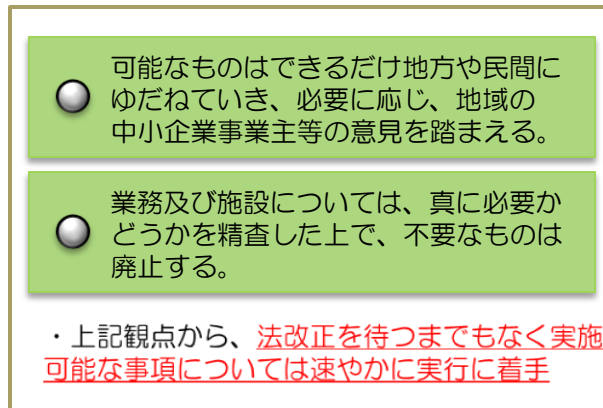 可能なものはできるだけ地方や民間に
ゆだねていき、必要に応じ、地域の
中小企業事業主等の意見を踏まえる。
業務及び施設については、真に必要か
どうかを精査した上で、不要なものは
廃止する。
・上記観点から、法改正を待つまでもなく実施
可能な事項については速やかに実行に着手